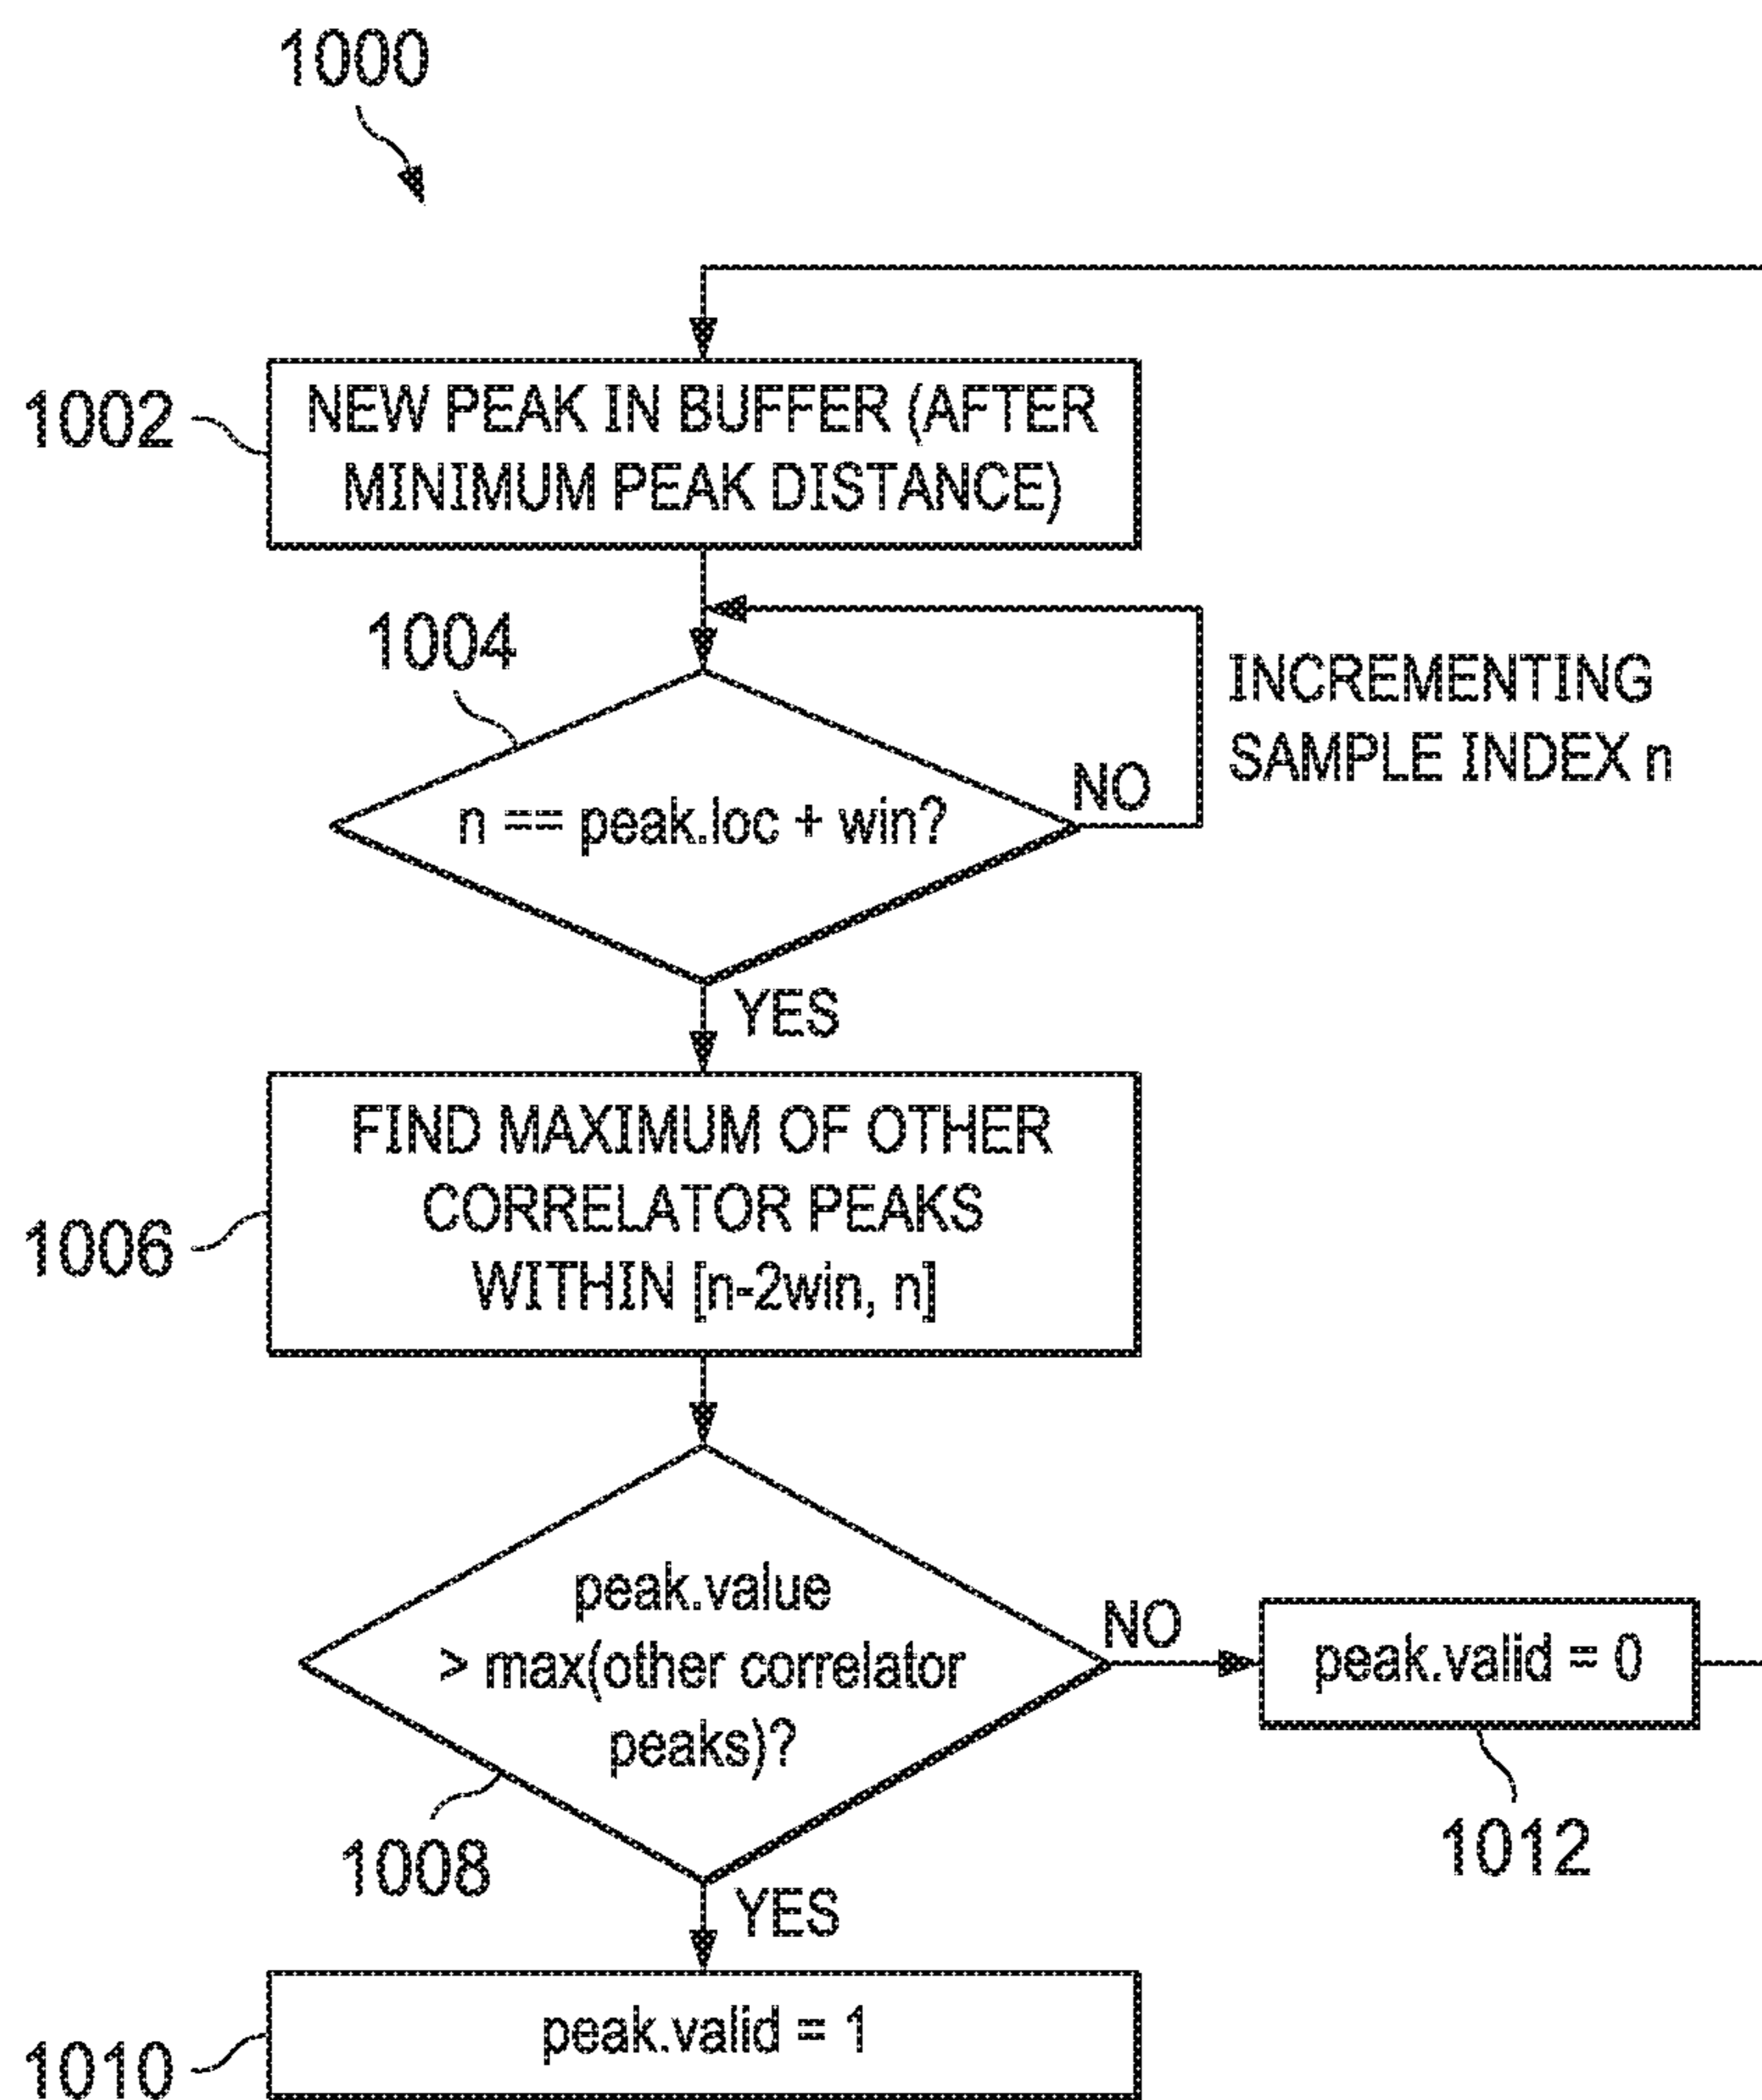 1000
1002
NEW PEAK IN BUFFER (AFTER
MINIMUM PEAK DISTANCE)
1004
INCREMENTING
SAMPLE INDEX n
n == peak.loc + win?
NO
YES
1006
FIND MAXIMUM OF OTHER
CORRELATOR PEAKS
WITHIN [n-2win, n]
peak.value
> max(other correlator
peaks)?
NO
peak.valid = 0
1008
1012
YES
peak.valid = 1
1010